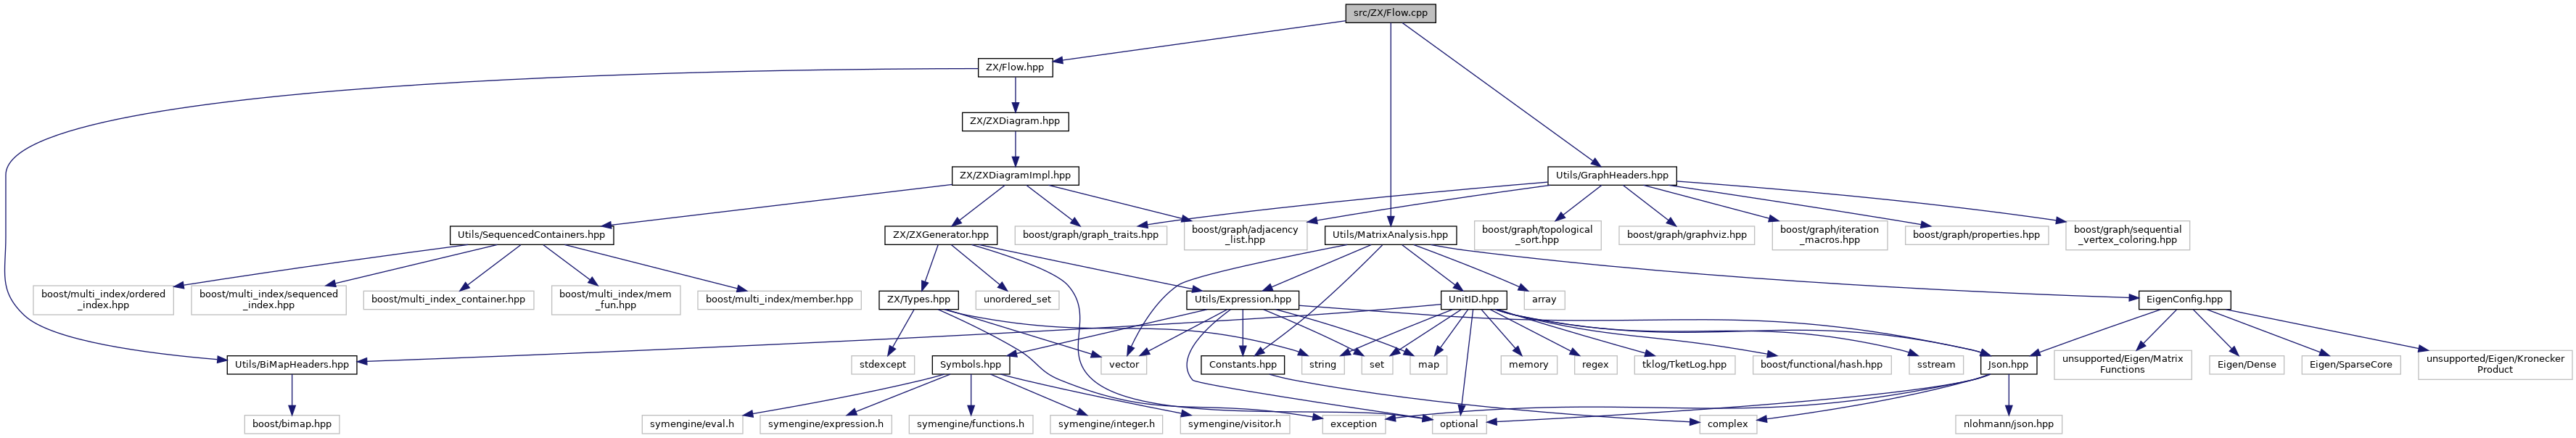 src/ZX/Flow.cpp
ZX/Flow.hpp
ZX/ZXDiagram.hpp
ZX/ZXDiagramImpl.hpp
Utils/GraphHeaders.hpp
Utils/SequencedContainers.hpp
ZX/ZXGenerator.hpp
boost/graph/graph_traits.hpp
boost/graph/adjacency
_list.hpp
Utils/MatrixAnalysis.hpp
boost/graph/topological
_sort.hpp
boost/graph/graphviz.hpp
boost/graph/iteration
_macros.hpp
boost/graph/properties.hpp
boost/graph/sequential
_vertex_coloring.hpp
boost/multi_index/ordered
_index.hpp
boost/multi_index/sequenced
_index.hpp
boost/multi_index_container.hpp
boost/multi_index/mem
_fun.hpp
boost/multi_index/member.hpp
ZX/Types.hpp
unordered_set
Utils/Expression.hpp
UnitID.hpp
array
EigenConfig.hpp
Utils/BiMapHeaders.hpp
stdexcept
Symbols.hpp
vector
Constants.hpp
string
set
map
memory
regex
tklog/TketLog.hpp
boost/functional/hash.hpp
sstream
Json.hpp
unsupported/Eigen/Matrix
Functions
Eigen/Dense
Eigen/SparseCore
unsupported/Eigen/Kronecker
Product
boost/bimap.hpp
symengine/eval.h
symengine/expression.h
symengine/functions.h
symengine/integer.h
symengine/visitor.h
exception
optional
complex
nlohmann/json.hpp